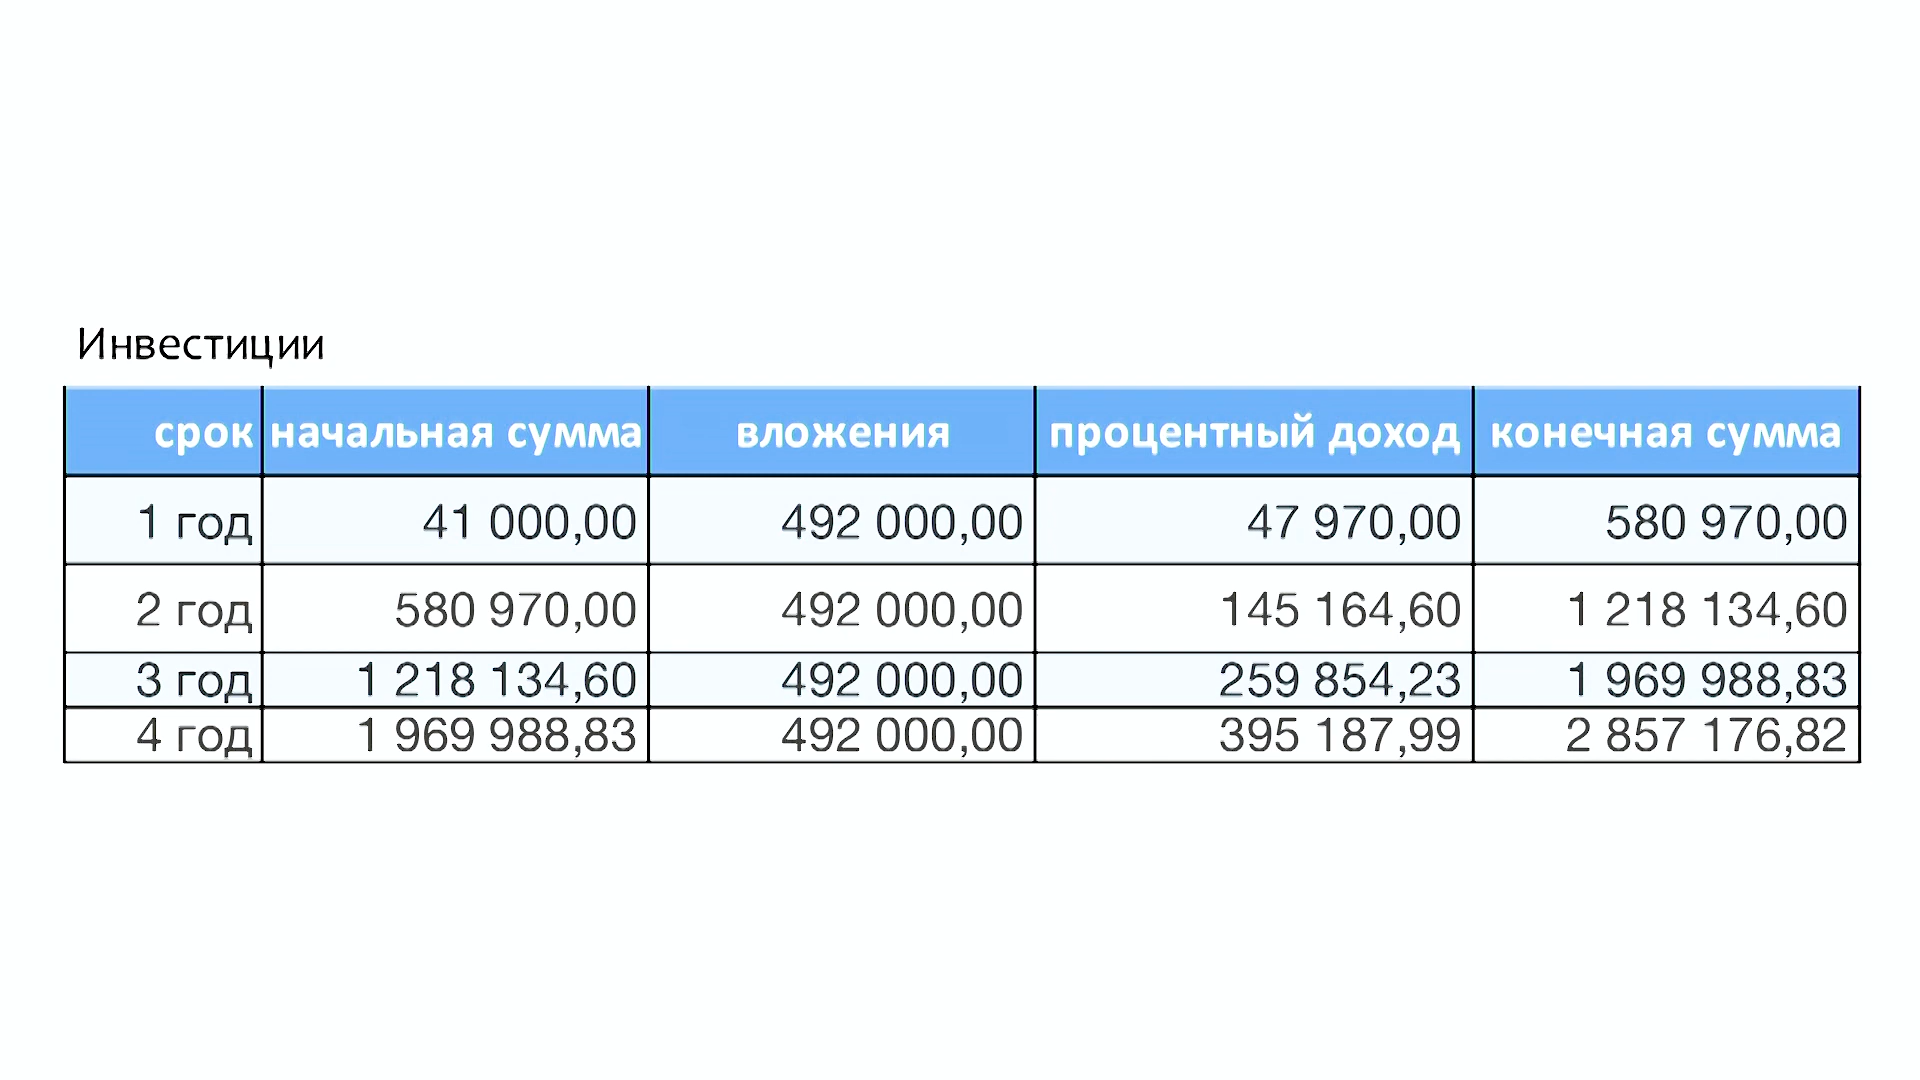 Инвестиции
срок начальная сумма вложения процентный доход конечная сумма
1 год 41 000,00 492 000,00 47 970,00 580 970,00
2 год 580 970,00 492 000,00 145 164,60 1 218 134,60
3 год 1 218 134,60 492 000,00 259 854,23 1 969 988,83
4 год 1 969 988,83 492 000,00 395 187,99 2 857 176,82